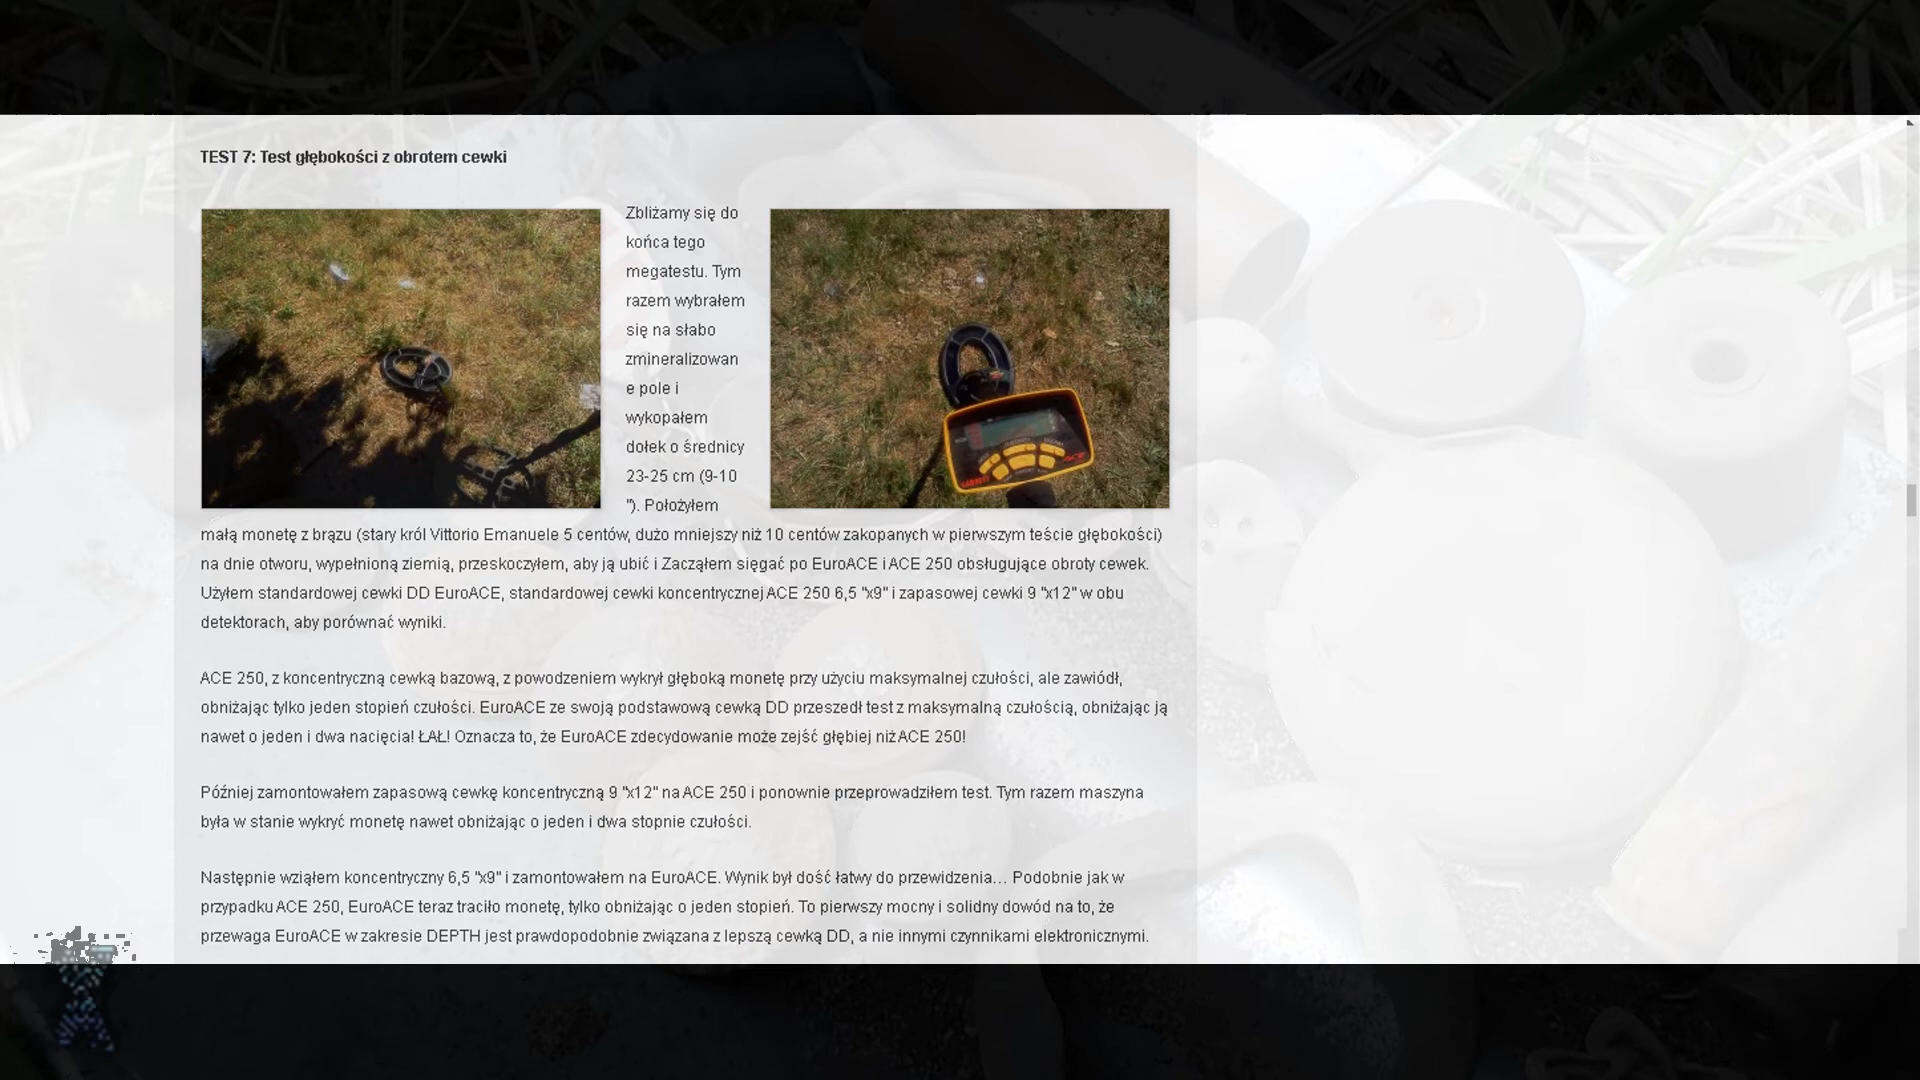 TEST 7: Test głębokości z obrotem cewki
Zbliżamy się do
końca tego
megatestu. Tym
razem wybrałem
się na słabo
zmineralizowan
e pole i
wykopałem
dołek o średnicy
23-25 cm (9-10
"). Położyłem
małą monetę z brązu (stary król Vittorio Emanuele 5 centów, dużo mniejszy niż 10 centów zakopanych w pierwszym teście głębokości)
na dnie otworu, wypełnioną ziemią, przeskoczyłem, aby ją ubić i Zacząłem sięgać po EuroACE i ACE 250 obsługujące obroty cewek.
Użyłem standardowej cewki DD EuroACE, standardowej cewki koncentrycznej ACE 250 6,5 "x9" i zapasowej cewki 9 "x12" w obu
detektorach, aby porównać wyniki.
ACE 250, z koncentryczną cewką bazową, z powodzeniem wykrył głęboką monetę przy użyciu maksymalnej czułości, ale zawiódł,
obniżając tylko jeden stopień czułości. EuroACE ze swoją podstawową cewką DD przeszedł test z maksymalną czułością, obniżając ją
nawet o jeden i dwa nacięcia! ŁAŁ! Oznacza to, że EuroACE zdecydowanie może zejść głębiej niż ACE 250!
Później zamontowałem zapasową cewkę koncentryczną 9 "x12" na ACE 250 i ponownie przeprowadziłem test. Tym razem maszyna
była w stanie wykryć monetę nawet obniżając o jeden i dwa stopnie czułości.
Następnie wziąłem koncentryczny 6,5 "x9" i zamontowałem na EuroACE. Wynik był dość łatwy do przewidzenia… Podobnie jak w
przypadku ACE 250, EuroACE teraz traciło monetę, tylko obniżając o jeden stopień. To pierwszy mocny i solidny dowód na to, że
przewaga EuroACE w zakresie DEPTH jest prawdopodobnie związana z lepszą cewką DD, a nie innymi czynnikami elektronicznymi.